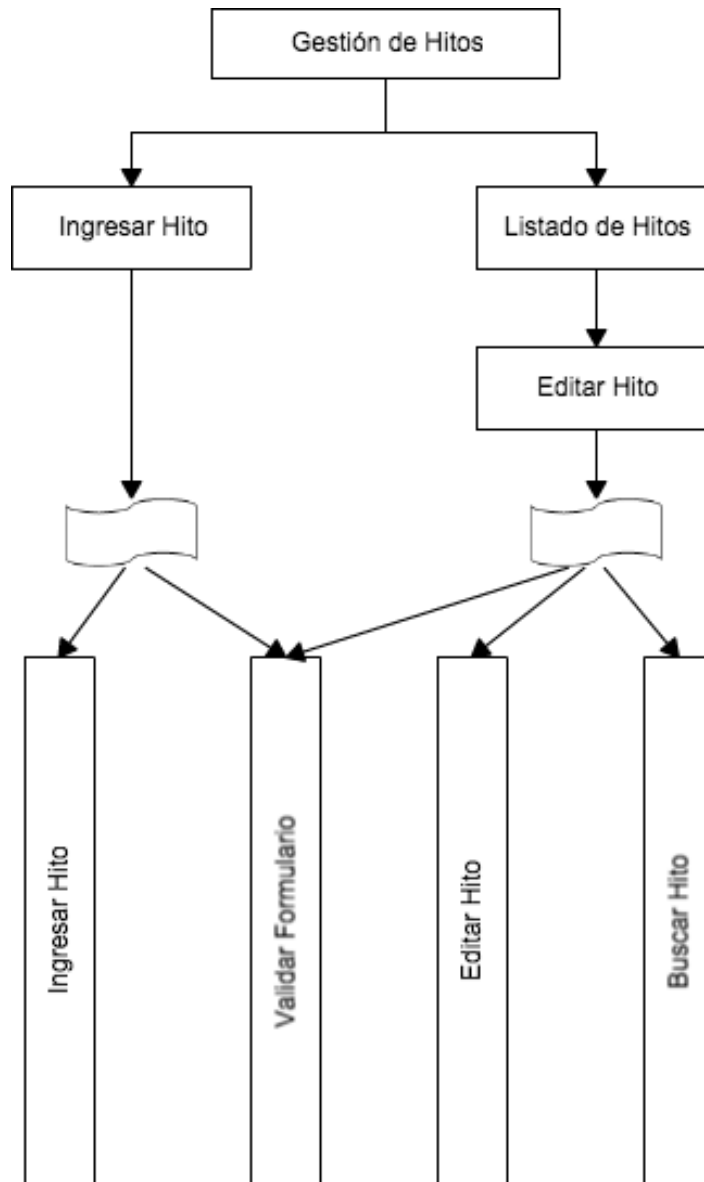 Gestión de Hitos
Ingresar Hito
Listado de Hitos
Editar Hito
Ingresar Hito
Validar Formulario
Editar Hito
Buscar Hito